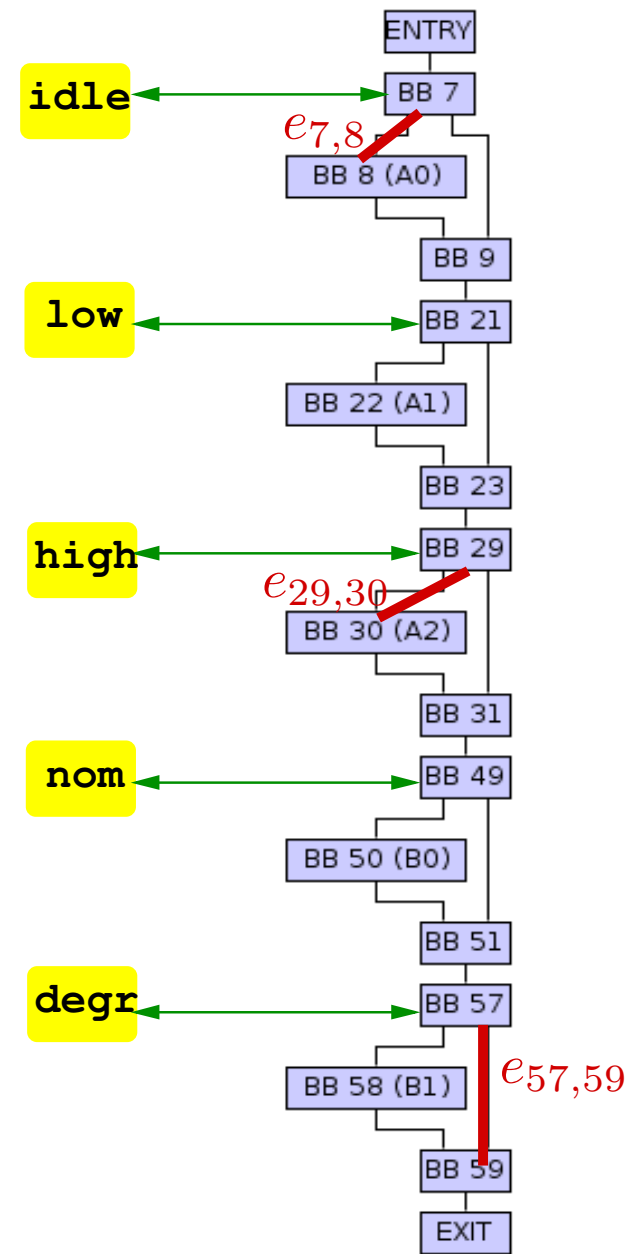 ENTRY
idle
BB 7
e7,8
BB 8 (A0)
BB 9
low
BB 21
BB 22 (A1)
BB 23
high
BB 29
e29,30
BB 30 (A2)
BB 31
nom
BB 49
BB 50 (B0)
BB 51
degr
BB 57
e57,59
BB 58 (B1)
BB 59
EXIT